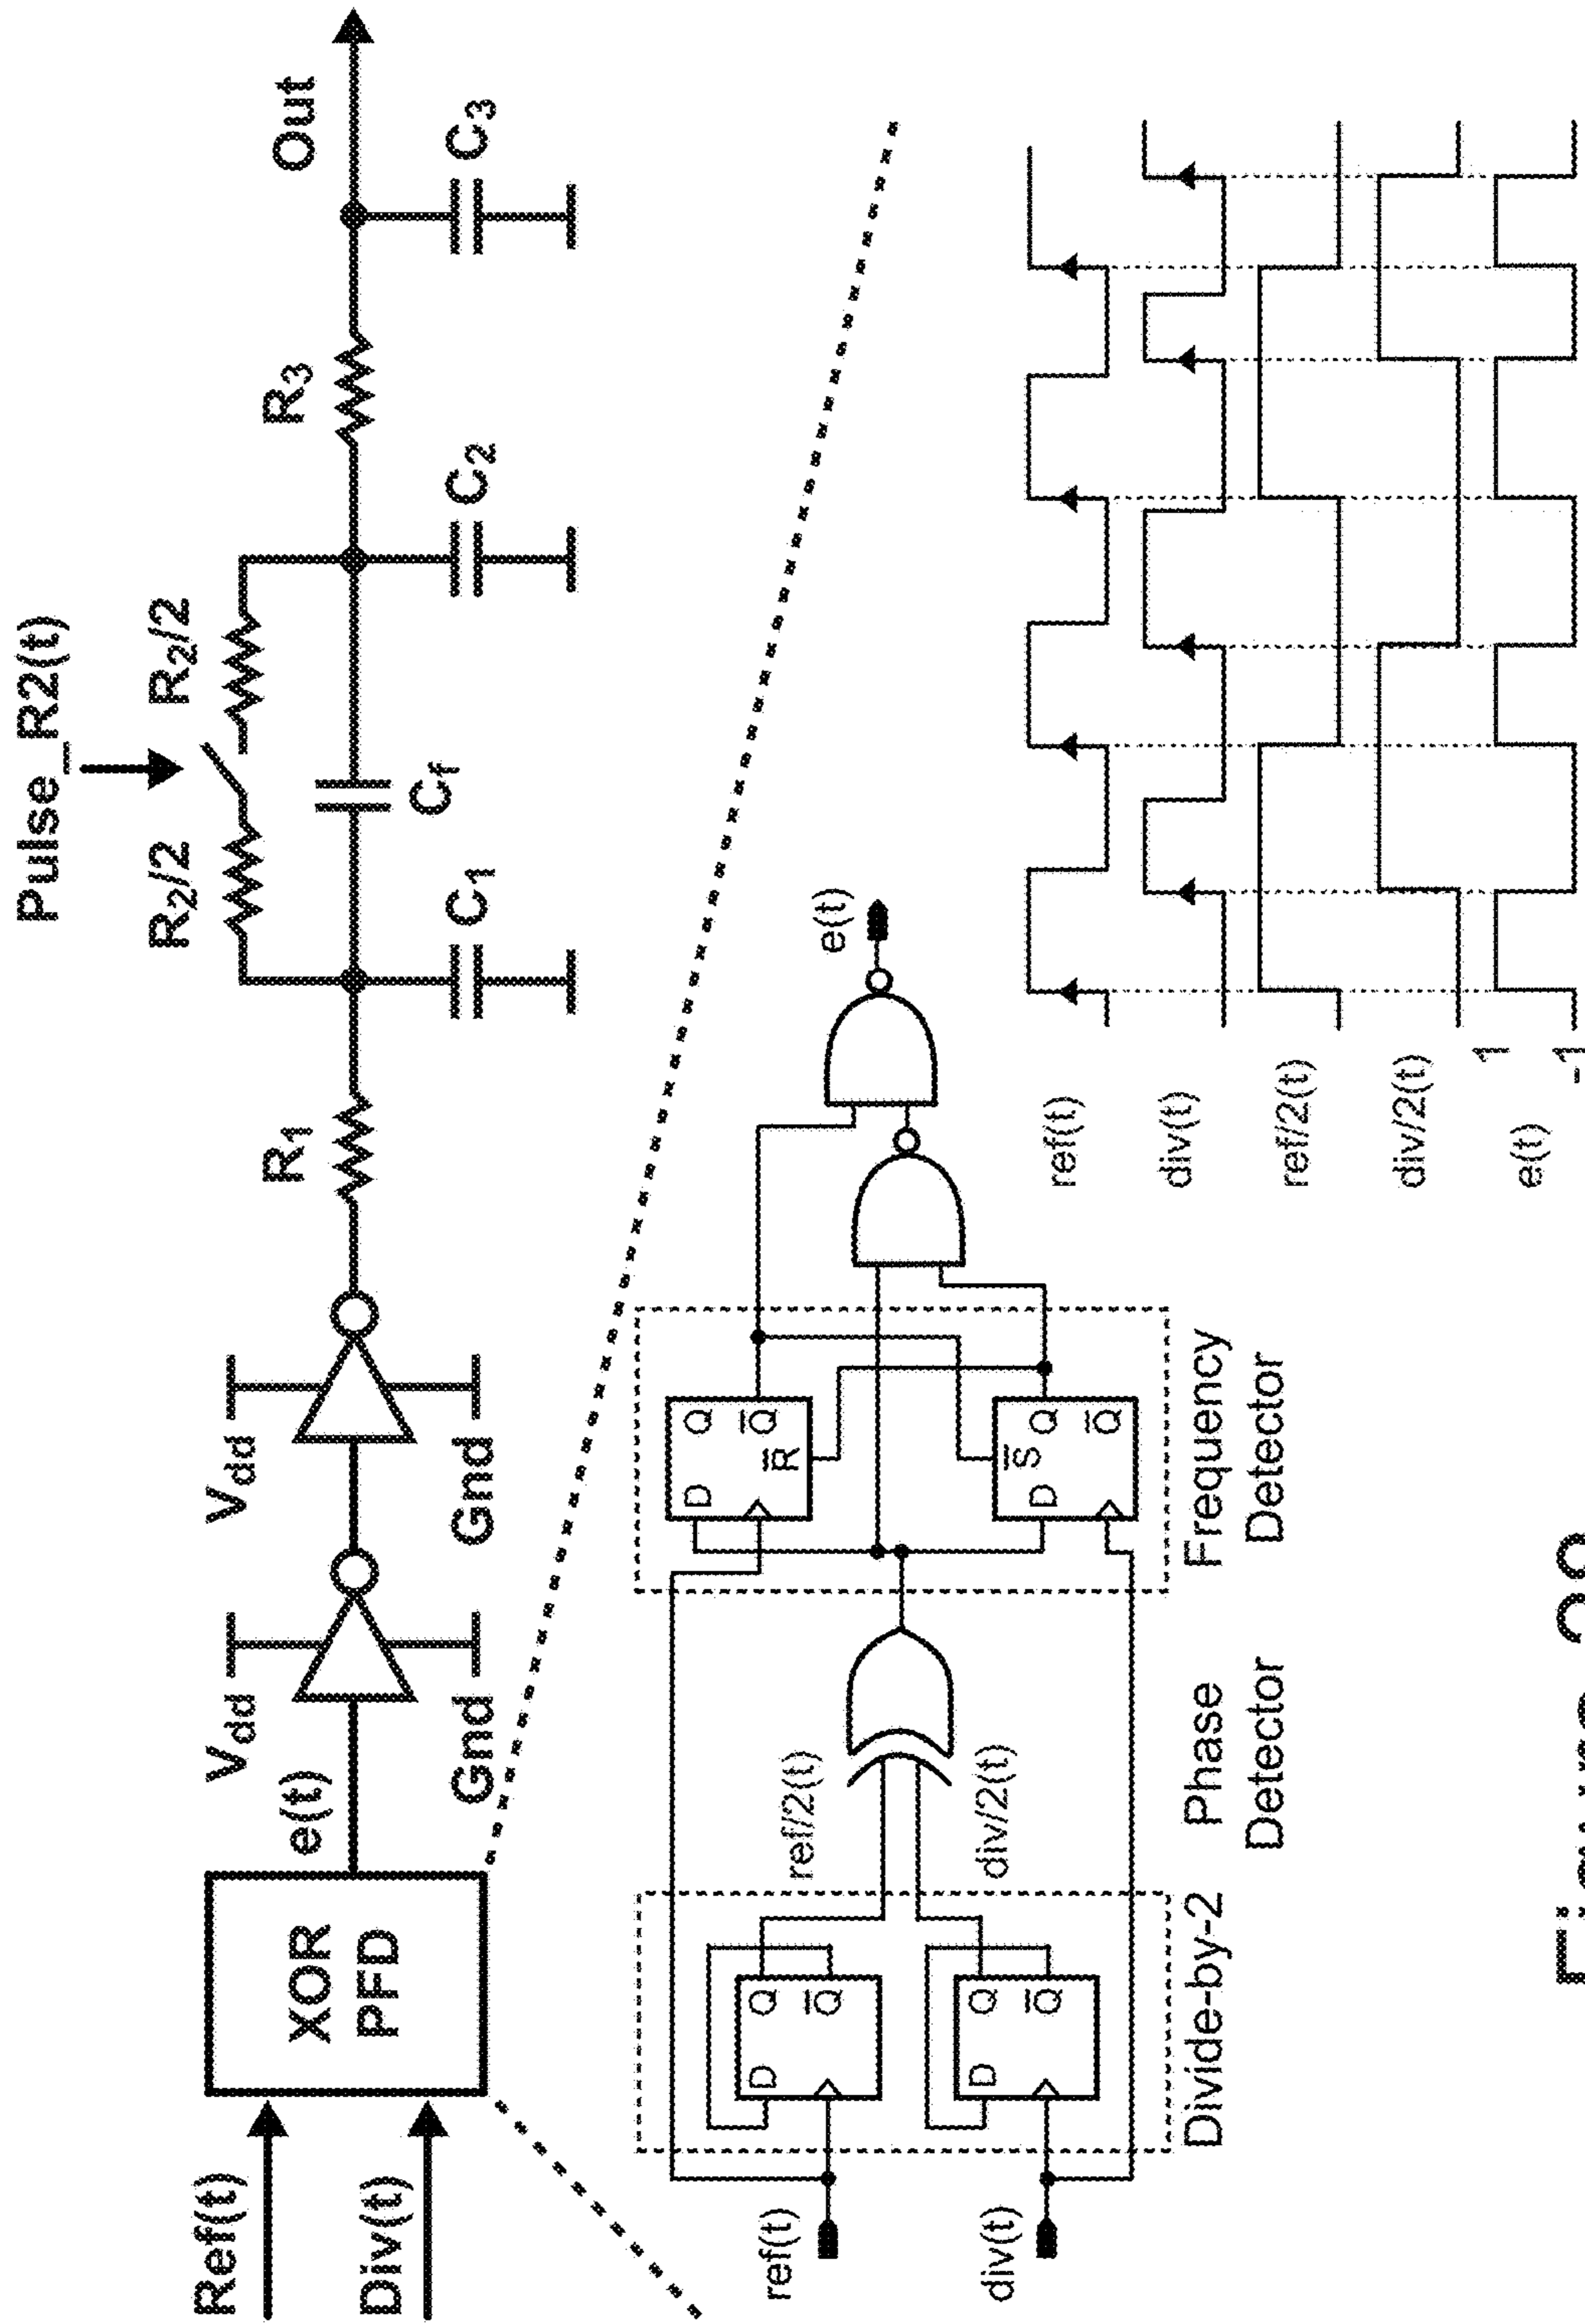 Pulse_R2(t)
Ref(t)
Div(t)
XOR
PFD
e(t)
Vdd
Gnd
Vdd
Gnd
R1
R2/2
R2/2
Cf
C1
C2
R3
C3
Out
ref(t)
div(t)
D
Q
Q̅
D
Q
Q̅
Divide-by-2
ref/2(t)
div/2(t)
Phase
Detector
D
Q
Q̅
R̅
S̅
D
Q
Q̅
Frequency
Detector
e(t)
ref(t)
div(t)
ref/2(t)
div/2(t)
1
e(t)
-1